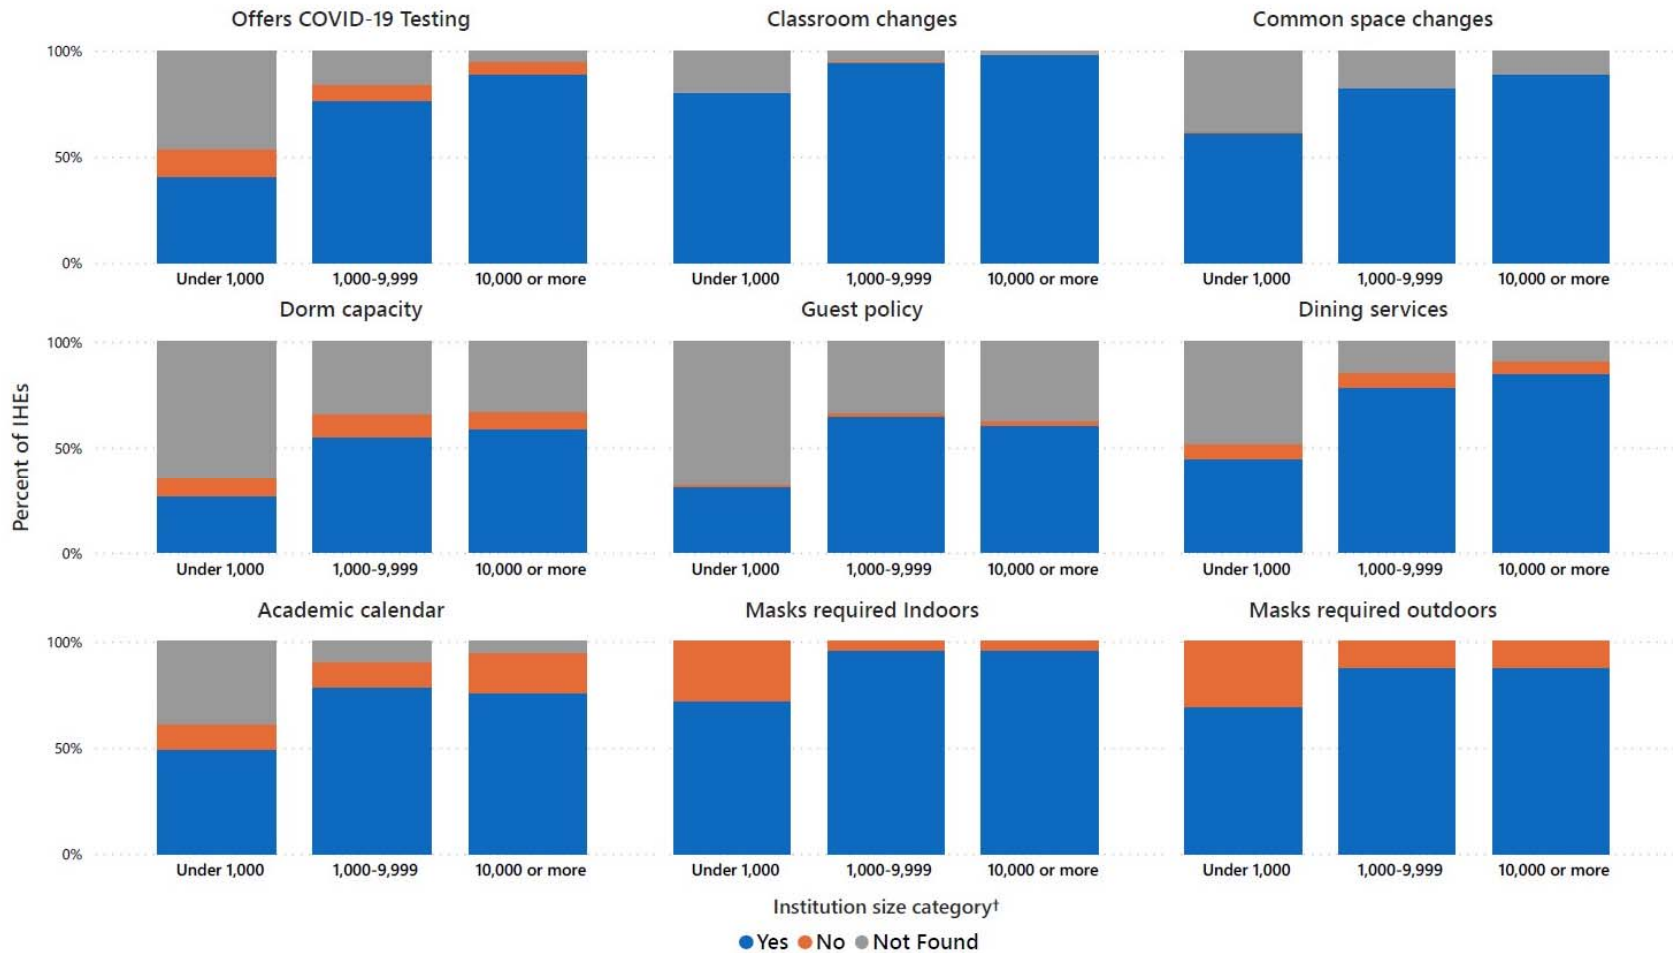 Offers COVID-19 Testing
Classroom changes
Common space changes
100%
50%
0%
Under 1,000 1,000-9,999 10,000 or more
Under 1,000 1,000-9,999 10,000 or more
Under 1,000 1,000-9,999 10,000 or more
Dorm capacity
Guest policy
Dining services
Percent of IHEs
100%
50%
0%
Under 1,000 1,000-9,999 10,000 or more
Under 1,000 1,000-9,999 10,000 or more
Under 1,000 1,000-9,999 10,000 or more
Academic calendar
Masks required Indoors
Masks required outdoors
100%
50%
0%
Under 1,000 1,000-9,999 10,000 or more
Under 1,000 1,000-9,999 10,000 or more
Under 1,000 1,000-9,999 10,000 or more
Institution size category†
Yes No Not Found